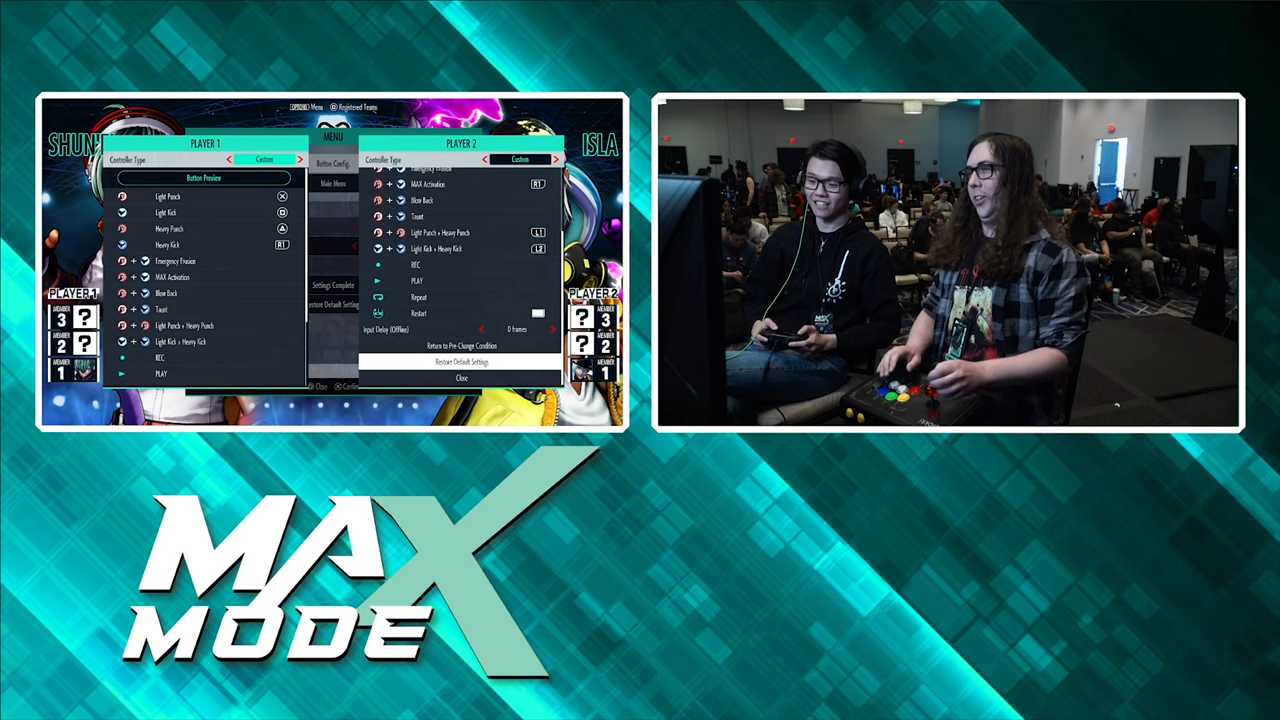 OPTIONS Menu Registered Teams
SHUN
ISLA
MENU
Button Config.
Main Menu
Settings Complete
Close Confirm
PLAYER 1
Controller Type Custom
Button Preview
Light Punch
Light Kick
Heavy Punch
Heavy Kick R1
+ Emergency Evasion
+ MAX Activation
+ Blow Back
+ Taunt
+ Light Punch + Heavy Punch
+ Light Kick + Heavy Kick
REC
PLAY
PLAYER 2
Controller Type Custom
+ Emergency Evasion
+ MAX Activation R1
+ Blow Back
+ Taunt
+ Light Punch + Heavy Punch L1
+ Light Kick + Heavy Kick L2
REC
PLAY
Repeat
Restart
Input Delay (Offline) 0 frames
Return to Pre-Change Condition
Restore Default Settings
Close
PLAYER 1
MEMBER 3 ?
MEMBER 2 ?
MEMBER 1
PLAYER 2
? MEMBER 3
? MEMBER 2
MEMBER 1
MAX
MODE